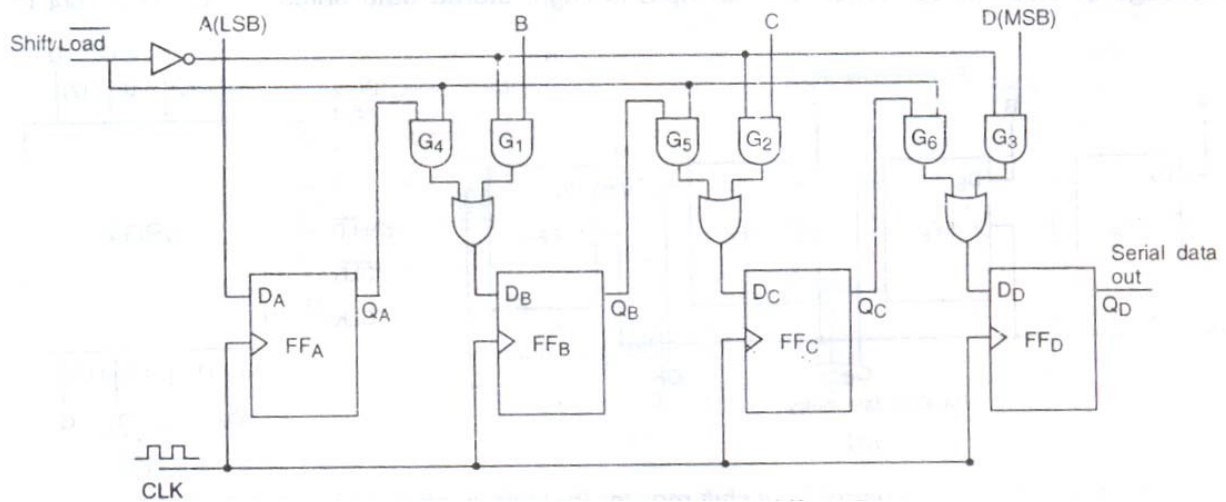 A(LSB)
B
C
D(MSB)
Shift/Load
G4
G1
G5
G2
G6
G3
Serial data
out
DA
QA
FFA
DB
QB
FFB
DC
QC
FFC
DD
QD
FFD
CLK